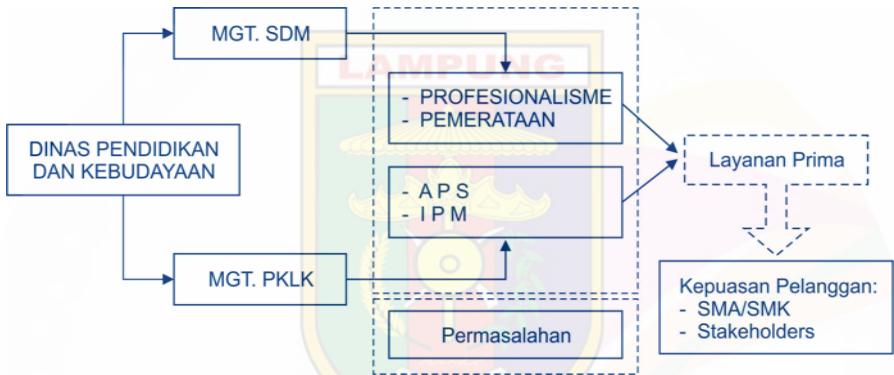 MGT. SDM
LAMPUNG
- PROFESIONALISME
- PEMERATAAN
DINAS PENDIDIKAN
DAN KEBUDAYAAN
Layanan Prima
- A P S
- I P M
MGT. PKLK
Kepuasan Pelanggan:
- SMA/SMK
- Stakeholders
Permasalahan